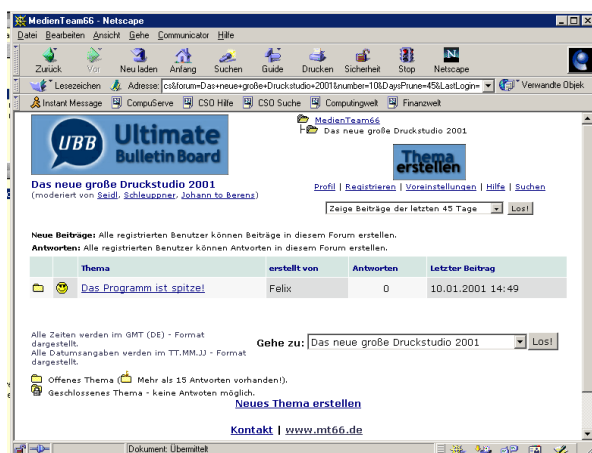 MedienTeam66 - Netscape
Datei Bearbeiten Ansicht Gehe Communicator Hilfe
Zurück Vor Neu laden Anfang Suchen Guide Drucken Sicherheit Stop Netscape
Lesezeichen Adresse: cs&forum=Das+neue+große+Druckstudio+2001&number=10&DaysPrune=45&LastLogin= Verwandte Objek
Instant Message CompuServe CSO Hilfe CSO Suche Computingwelt Finanzwelt
UBB Ultimate Bulletin Board
MedienTeam66
Das neue große Druckstudio 2001
Thema erstellen
Das neue große Druckstudio 2001
(moderiert von Seidl, Schleuppner, Johann to Berens)
Profil | Registrieren | Voreinstellungen | Hilfe | Suchen
Zeige Beiträge der letzten 45 Tage Los!
Neue Beiträge: Alle registrierten Benutzer können Beiträge in diesem Forum erstellen.
Antworten: Alle registrierten Benutzer können Antworten in diesem Forum erstellen.
Thema erstellt von Antworten Letzter Beitrag
Das Programm ist spitze! Felix 0 10.01.2001 14:49
Alle Zeiten werden im GMT (DE) - Format
dargestellt.
Alle Datumsangaben werden im TT.MM.JJ - Format
dargestellt.
Gehe zu: Das neue große Druckstudio 2001 Los!
Offenes Thema ( Mehr als 15 Antworten vorhanden!).
Geschlossenes Thema - keine Antwoten möglich.
Neues Thema erstellen
Kontakt | www.mt66.de
Dokument: Übermittelt